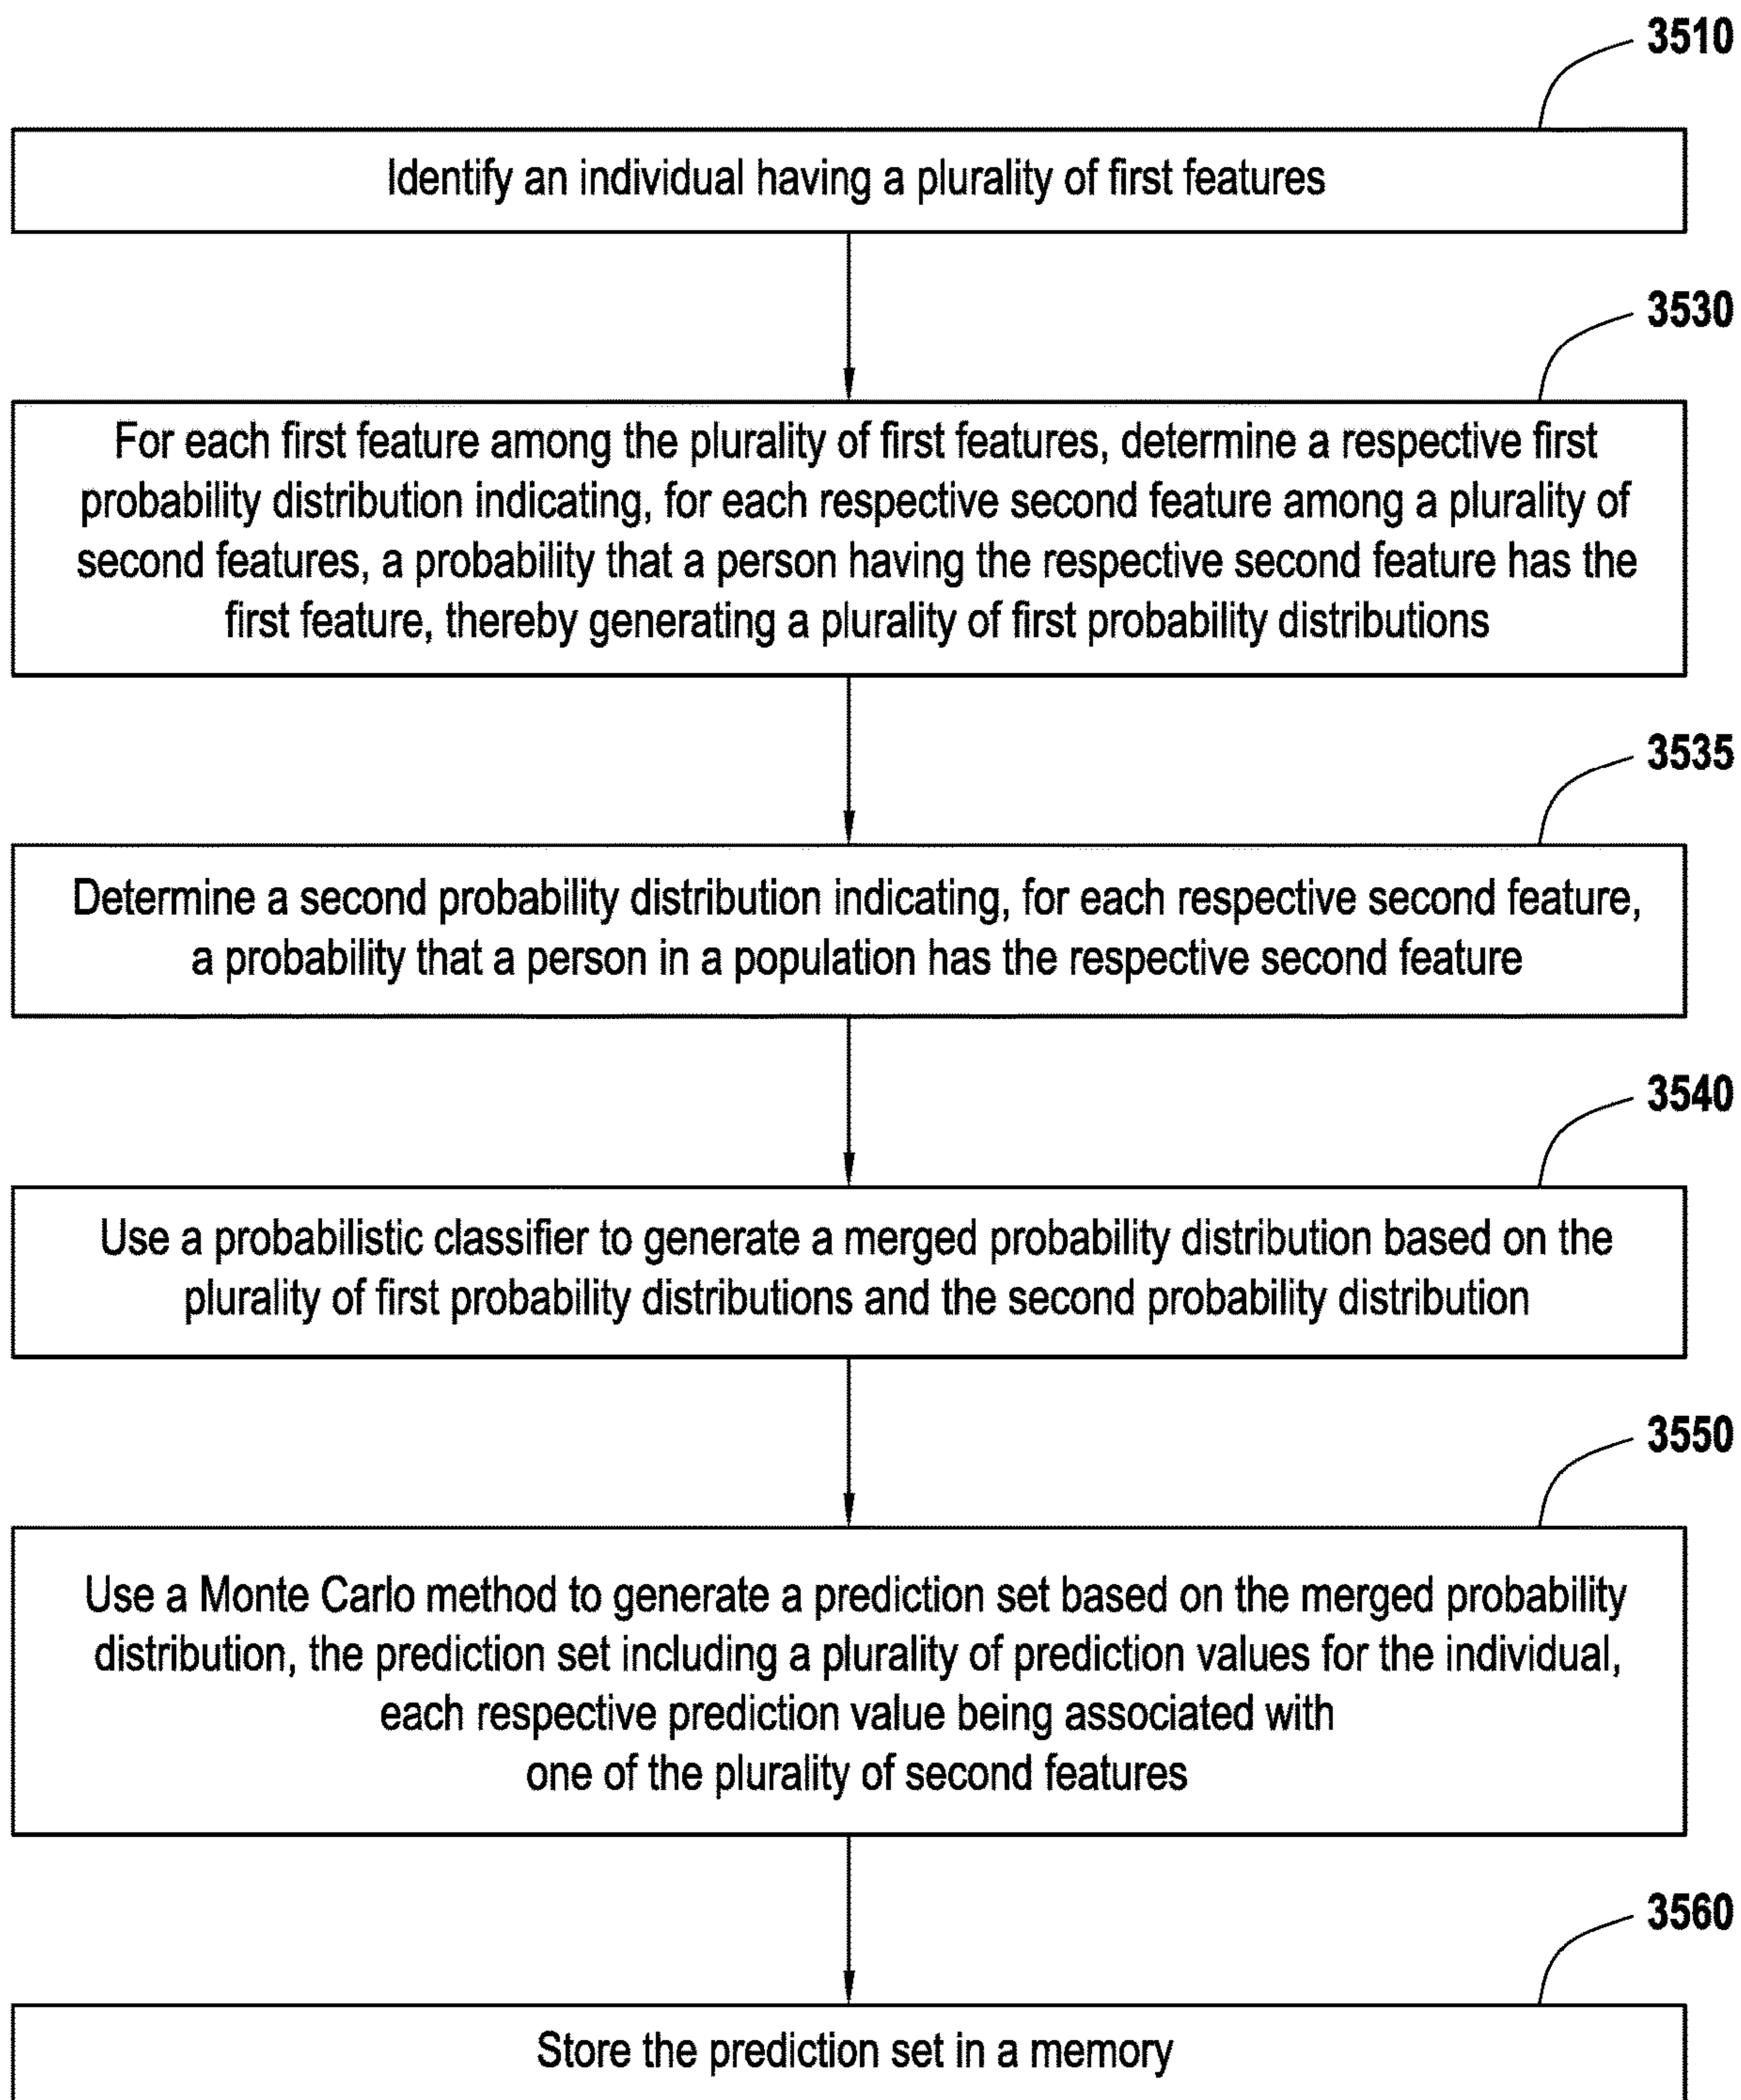 3510
Identify an individual having a plurality of first features
3530
For each first feature among the plurality of first features, determine a respective first
probability distribution indicating, for each respective second feature among a plurality of
second features, a probability that a person having the respective second feature has the
first feature, thereby generating a plurality of first probability distributions
3535
Determine a second probability distribution indicating, for each respective second feature,
a probability that a person in a population has the respective second feature
3540
Use a probabilistic classifier to generate a merged probability distribution based on the
plurality of first probability distributions and the second probability distribution
3550
Use a Monte Carlo method to generate a prediction set based on the merged probability
distribution, the prediction set including a plurality of prediction values for the individual,
each respective prediction value being associated with
one of the plurality of second features
3560
Store the prediction set in a memory